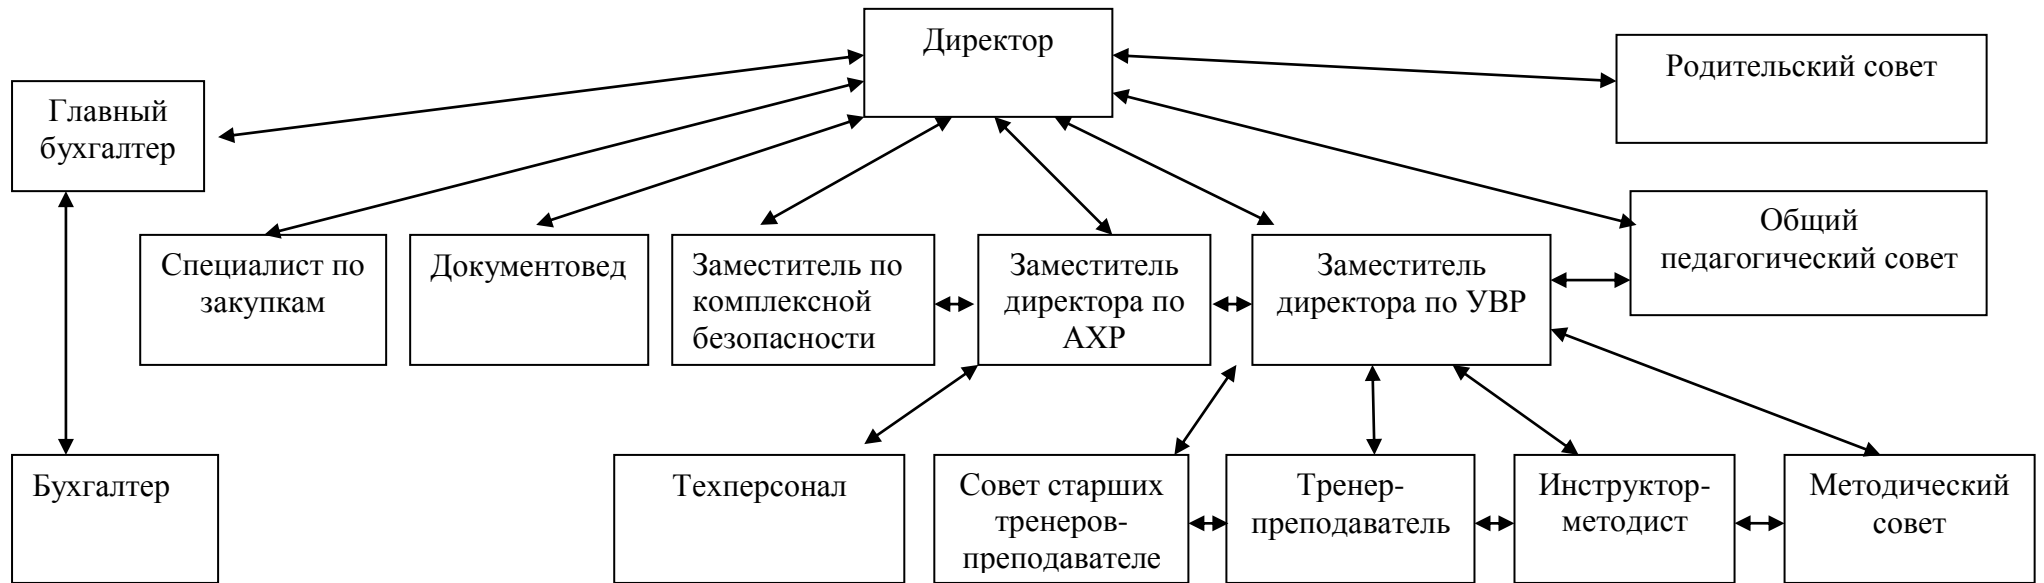 Директор
Родительский совет
Главный
бухгалтер
Общий
педагогический совет
Специалист по
закупкам
Документовед
Заместитель по
комплексной
безопасности
Заместитель
директора по
АХР
Заместитель
директора по УВР
Бухгалтер
Техперсонал
Совет старших
тренеров-
преподавателе
Тренер-
преподаватель
Инструктор-
методист
Методический
совет